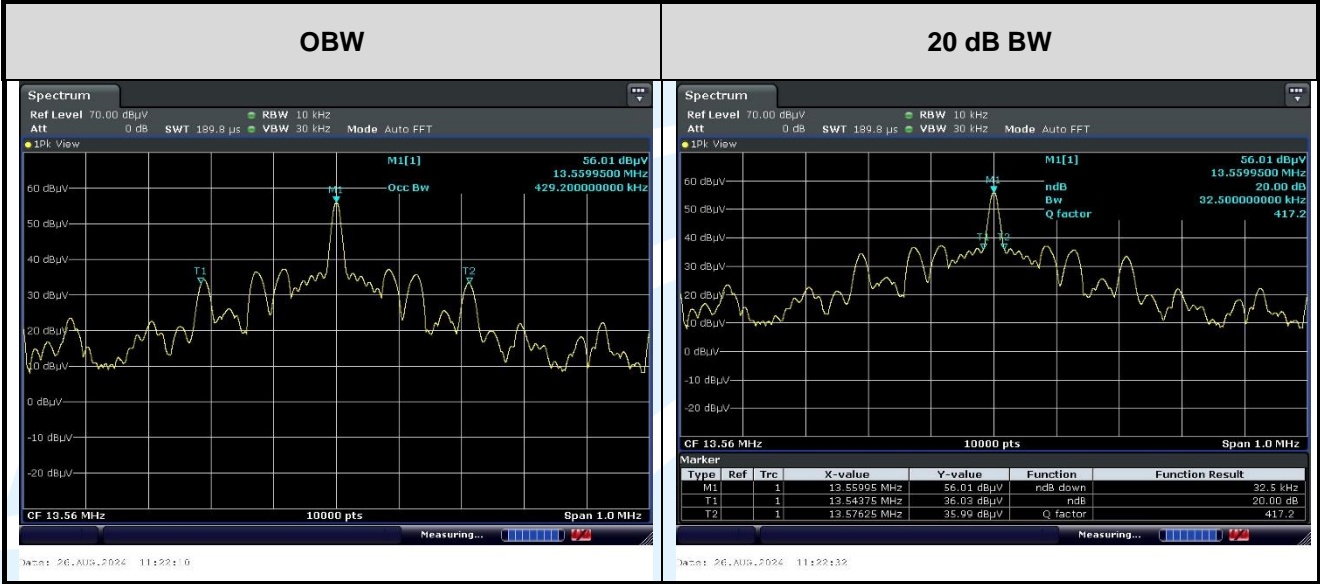 OBW
20 dB BW
Spectrum
Ref Level 70.00 dBµV RBW 10 kHz
Att 0 dB SWT 189.8 µs VBW 30 kHz Mode Auto FFT
1Pk View
M1[1] 56.01 dBµV
13.5599500 MHz
Occ Bw 429.200000000 kHz
60 dBµV
50 dBµV
40 dBµV
30 dBµV
20 dBµV
10 dBµV
0 dBµV
-10 dBµV
-20 dBµV
M1
T1
T2
CF 13.56 MHz 10000 pts Span 1.0 MHz
Measuring...
Date: 26.AUG.2024 11:22:10
Spectrum
Ref Level 70.00 dBµV RBW 10 kHz
Att 0 dB SWT 189.8 µs VBW 30 kHz Mode Auto FFT
1Pk View
M1[1] 56.01 dBµV
13.5599500 MHz
ndB 20.00 dB
Bw 32.500000000 kHz
Q factor 417.2
60 dBµV
50 dBµV
40 dBµV
30 dBµV
20 dBµV
10 dBµV
0 dBµV
-10 dBµV
-20 dBµV
M1
T1 T2
CF 13.56 MHz 10000 pts Span 1.0 MHz
Marker
Type Ref Trc X-value Y-value Function Function Result
M1 1 13.55995 MHz 56.01 dBµV ndB down 32.5 kHz
T1 1 13.54375 MHz 36.03 dBµV ndB 20.00 dB
T2 1 13.57625 MHz 35.99 dBµV Q factor 417.2
Measuring...
Date: 26.AUG.2024 11:22:32